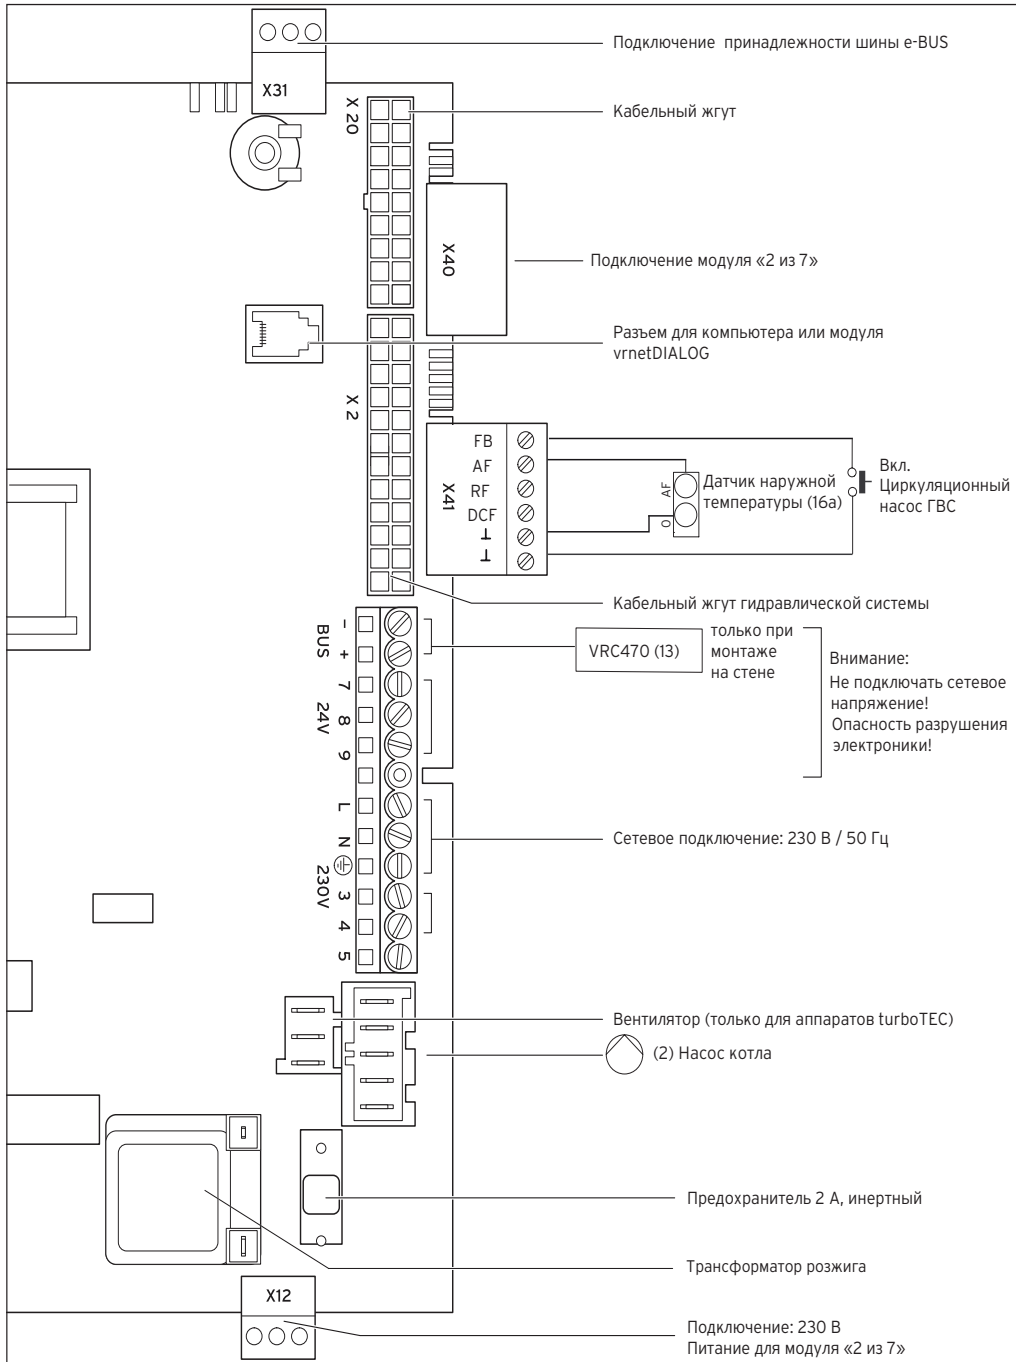 Подключение принадлежности шины e-BUS
X31
X 20
Кабельный жгут
X40
Подключение модуля «2 из 7»
Разъем для компьютера или модуля
vrnetDIALOG
X 2
X41
FB
AF
RF
DCF
⊥
⊥
AF
O
Датчик наружной
температуры (16a)
Вкл.
Циркуляционный
насос ГВС
Кабельный жгут гидравлической системы
– +
BUS
VRC470 (13)
только при
монтаже
на стене
Внимание:
Не подключать сетевое
напряжение!
Опасность разрушения
электроники!
7 8 9
24V
L N
Сетевое подключение: 230 В / 50 Гц
230V
3 4 5
Вентилятор (только для аппаратов turboTEC)
(2) Насос котла
Предохранитель 2 А, инертный
Трансформатор розжига
X12
Подключение: 230 В
Питание для модуля «2 из 7»